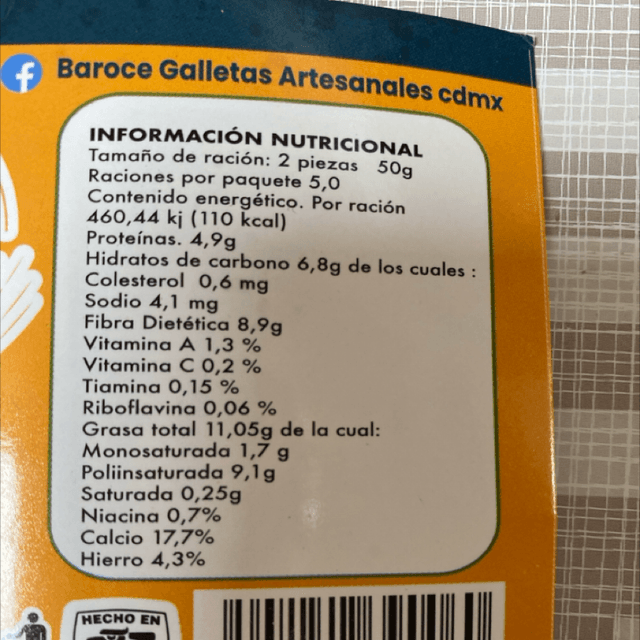 Baroce Galletas Artesanales cdmx
INFORMACIÓN NUTRICIONAL
Tamaño de ración: 2 piezas 50g
Raciones por paquete 5,0
Contenido energético. Por ración
460,44 kj (110 kcal)
Proteínas. 4,9g
Hidratos de carbono 6,8g de los cuales :
Colesterol 0,6 mg
Sodio 4,1 mg
Fibra Dietética 8,9g
Vitamina A 1,3 %
Vitamina C 0,2 %
Tiamina 0,15 %
Riboflavina 0,06 %
Grasa total 11,05g de la cual:
Monosaturada 1,7 g
Poliinsaturada 9,1g
Saturada 0,25g
Niacina 0,7%
Calcio 17,7%
Hierro 4,3%
HECHO EN